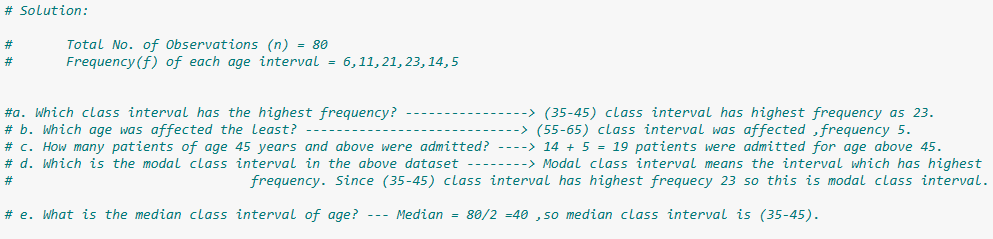 # Solution:
# Total No. of Observations (n) = 80
# Frequency(f) of each age interval = 6,11,21,23,14,5
#a. Which class interval has the highest frequency? ----------------> (35-45) class interval has highest frequency as 23.
# b. Which age was affected the least? ----------------------------> (55-65) class interval was affected ,frequency 5.
# c. How many patients of age 45 years and above were admitted? ----> 14 + 5 = 19 patients were admitted for age above 45.
# d. Which is the modal class interval in the above dataset --------> Modal class interval means the interval which has highest
# frequency. Since (35-45) class interval has highest frequecy 23 so this is modal class interval.
# e. What is the median class interval of age? --- Median = 80/2 =40 ,so median class interval is (35-45).